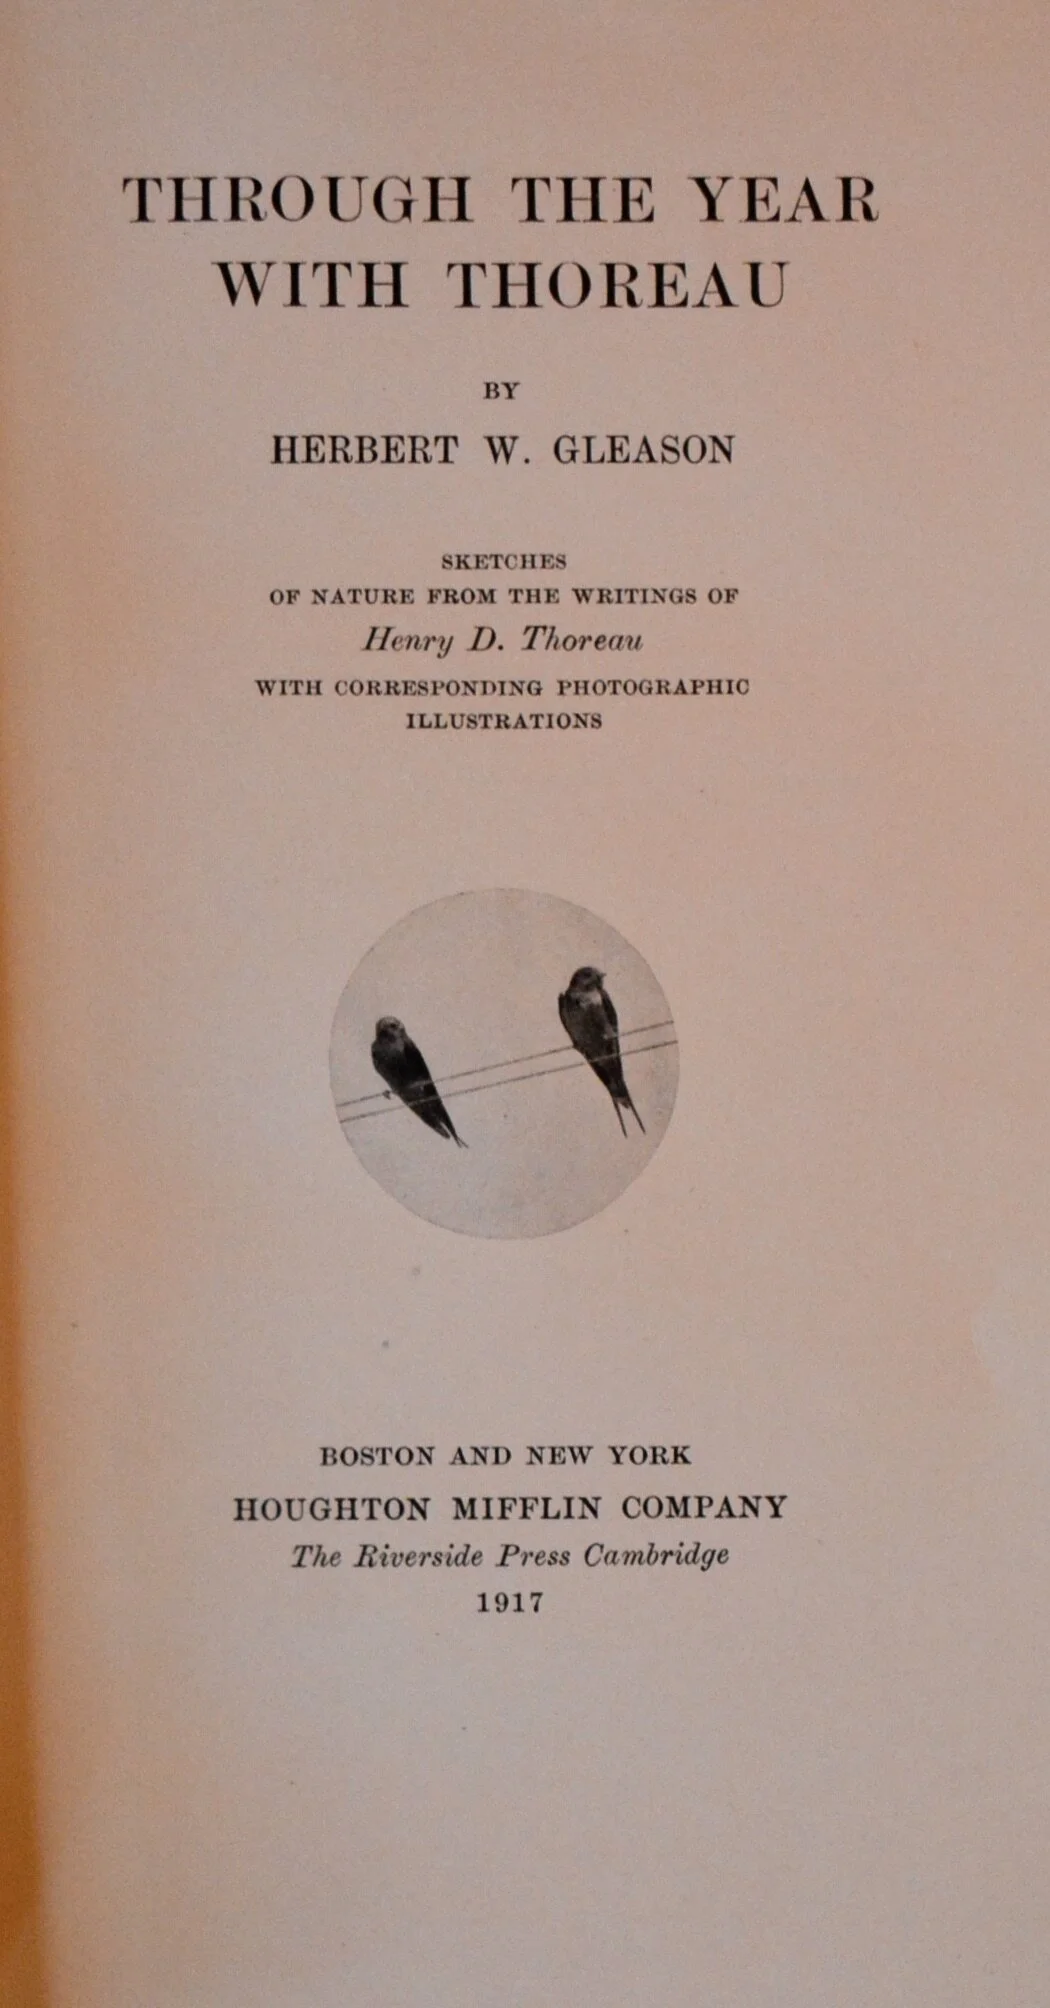 THROUGH THE YEAR
WITH THOREAU
BY
HERBERT W. GLEASON
SKETCHES
OF NATURE FROM THE WRITINGS OF
Henry D. Thoreau
WITH CORRESPONDING PHOTOGRAPHIC
ILLUSTRATIONS
BOSTON AND NEW YORK
HOUGHTON MIFFLIN COMPANY
The Riverside Press Cambridge
1917